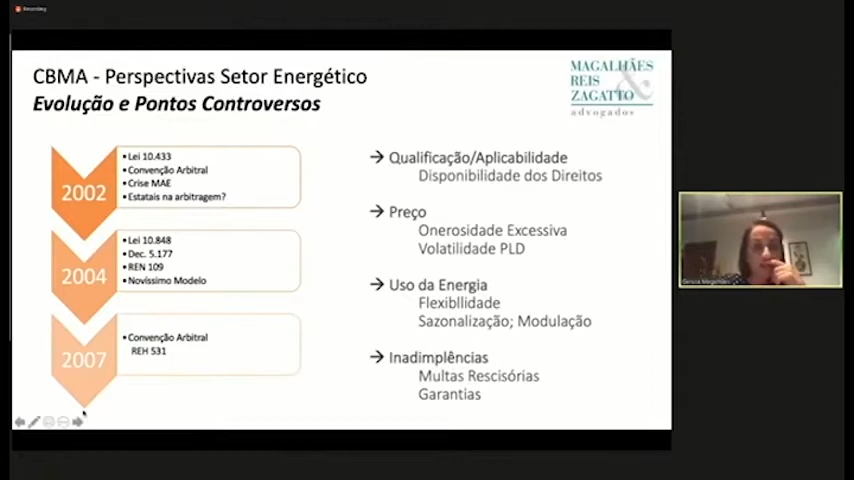 Recording
CBMA - Perspectivas Setor Energético
Evolução e Pontos Controversos
MAGALHÃES
REIS &
ZAGATTO
advogados
2002
• Lei 10.433
• Convenção Arbitral
• Crise MAE
• Estatais na arbitragem?
2004
• Lei 10.848
• Dec. 5.177
• REN 109
• Novíssimo Modelo
2007
• Convenção Arbitral
REH 531
→ Qualificação/Aplicabilidade
Disponibilidade dos Direitos
→ Preço
Onerosidade Excessiva
Volatilidade PLD
→ Uso da Energia
Flexibllidade
Sazonalização; Modulação
→ Inadimplências
Multas Rescisórias
Garantias